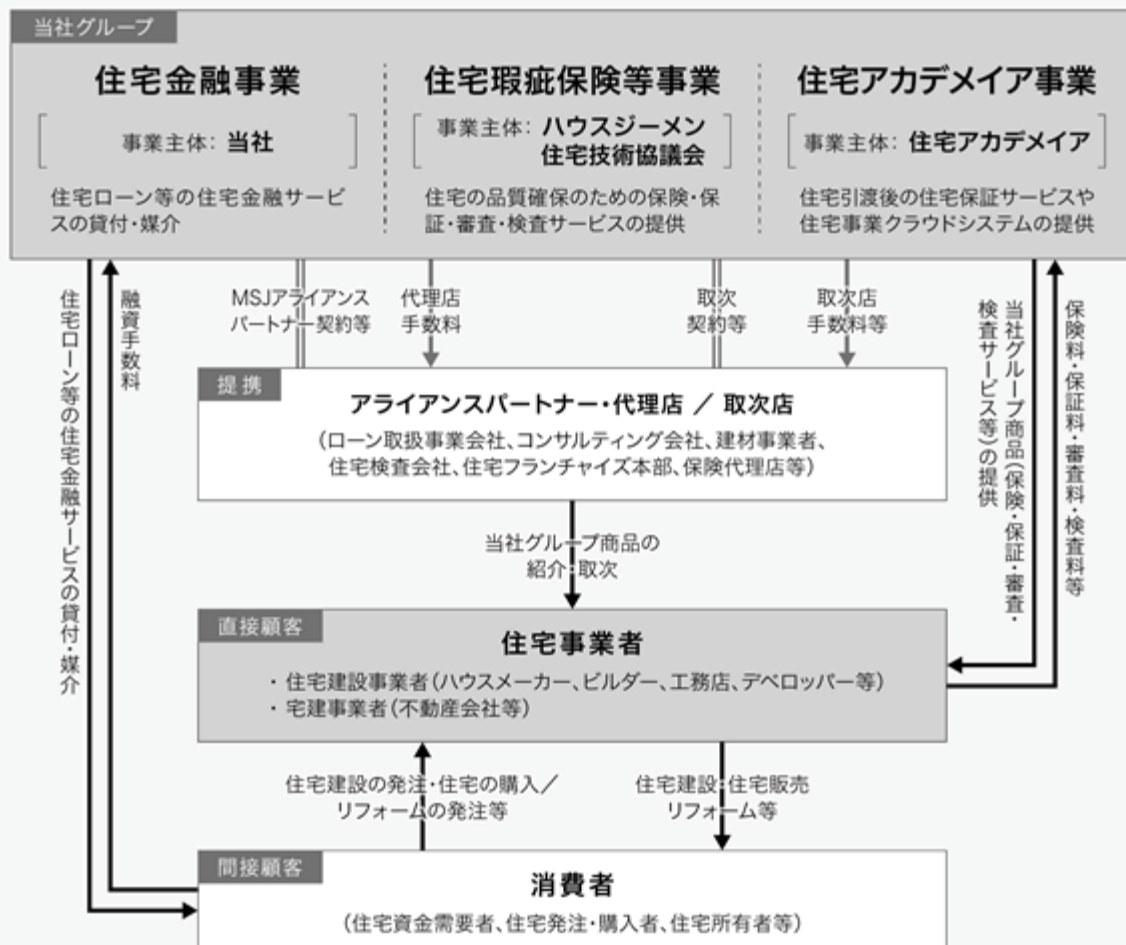 当社グループ
住宅金融事業
事業主体: 当社
住宅ローン等の住宅金融サービ
スの貸付・媒介
住宅瑕疵保険等事業
事業主体: ハウスジーメン
住宅技術協議会
住宅の品質確保のための保険・保
証・審査・検査サービスの提供
住宅アカデメイア事業
事業主体: 住宅アカデメイア
住宅引渡後の住宅保証サービスや
住宅事業クラウドシステムの提供
住宅ローン等の住宅金融サービスの貸付・媒介
融資手数料
MSJアライアンス
パートナー契約等
代理店
手数料
取次
契約等
取次店
手数料等
当社グループ商品(保険・保証・審査・
検査サービス等)の提供
保険料・保証料・審査料・検査料等
提携
アライアンスパートナー・代理店 ／ 取次店
(ローン取扱事業会社、コンサルティング会社、建材事業者、
住宅検査会社、住宅フランチャイズ本部、保険代理店等)
当社グループ商品の
紹介・取次
直接顧客
住宅事業者
・ 住宅建設事業者(ハウスメーカー、ビルダー、工務店、デベロッパー等)
・ 宅建事業者(不動産会社等)
住宅建設の発注・住宅の購入／
リフォームの発注等
住宅建設・住宅販売
リフォーム等
間接顧客
消費者
(住宅資金需要者、住宅発注・購入者、住宅所有者等)